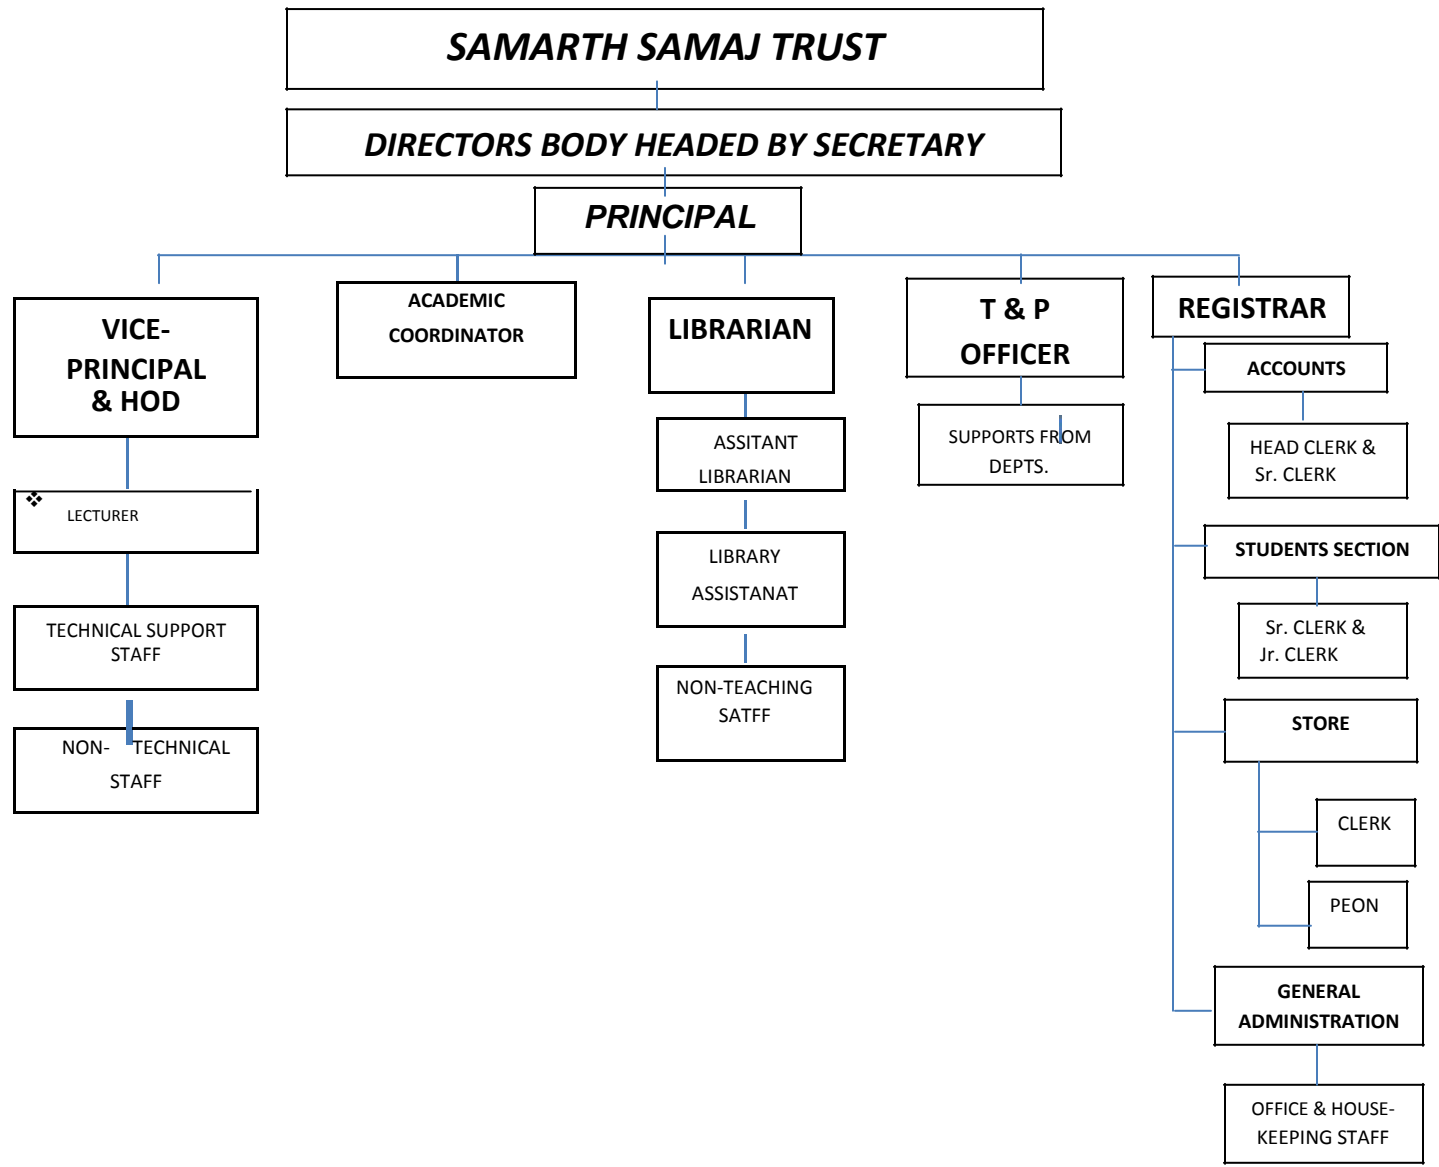 SAMARTH SAMAJ TRUST
DIRECTORS BODY HEADED BY SECRETARY
PRINCIPAL
VICE-
PRINCIPAL
& HOD
❖
LECTURER
TECHNICAL SUPPORT
STAFF
NON- TECHNICAL
STAFF
ACADEMIC
COORDINATOR
LIBRARIAN
ASSITANT
LIBRARIAN
LIBRARY
ASSISTANAT
NON-TEACHING
SATFF
T & P
OFFICER
SUPPORTS FROM
DEPTS.
REGISTRAR
ACCOUNTS
HEAD CLERK &
Sr. CLERK
STUDENTS SECTION
Sr. CLERK &
Jr. CLERK
STORE
CLERK
PEON
GENERAL
ADMINISTRATION
OFFICE & HOUSE-
KEEPING STAFF